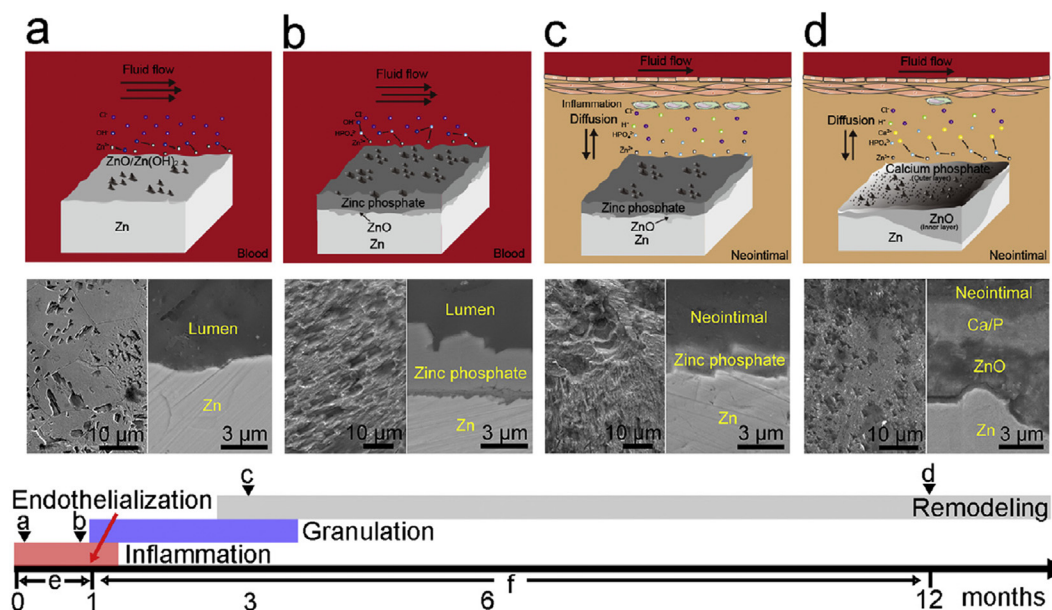 a
Fluid flow
Cl⁻
OH⁻
H⁺
Zn²⁺
ZnO/Zn(OH)₂
Zn
Blood
b
Fluid flow
Cl⁻
OH⁻
HPO₄²⁻
Zn²⁺
Zinc phosphate
ZnO
Zn
Blood
c
Fluid flow
Inflammation
Diffusion
Cl⁻
H⁺
HPO₄²⁻
Zn²⁺
Zinc phosphate
ZnO
Zn
Neointimal
d
Fluid flow
Diffusion
Cl⁻
H⁺
Ca²⁺
HPO₄²⁻
Zn²⁺
Calcium phosphate
(Outer layer)
ZnO
(Inner layer)
Zn
Neointimal
Lumen
Zn
10 μm
3 μm
Lumen
Zinc phosphate
Zn
10 μm
3 μm
Neointimal
Zinc phosphate
Zn
10 μm
3 μm
Neointimal
Ca/P
ZnO
Zn
10 μm
3 μm
c
d
Endothelialization
Remodeling
a
b
Granulation
Inflammation
e
f
0
1
3
6
12
months